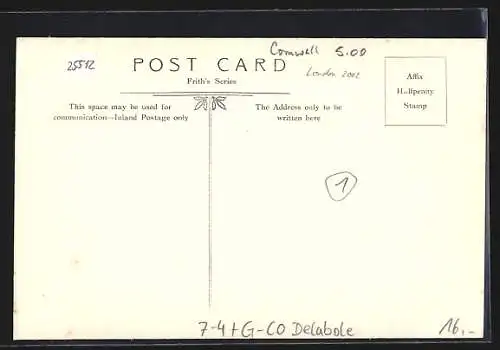 25512
Cornwall 5.00
POST CARD
London 2002
Frith's Series
Affix
Halfpenny
Stamp
This space may be used for
communication—Inland Postage only
The Address only to be
written here
1
7-4+G-CO Delabole
16,-